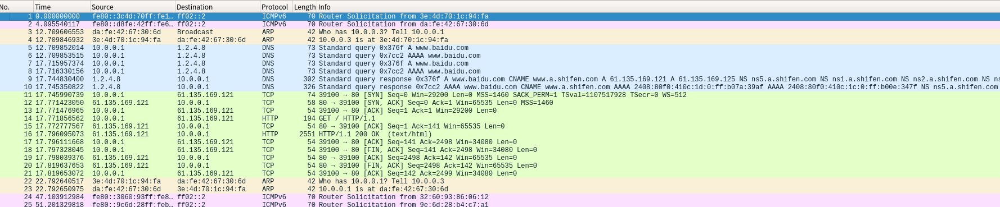 No. Time Source Destination Protocol Length Info
1 0.000000000 fe80::3c4d:70ff:fe1… ff02::2 ICMPv6 70 Router Solicitation from 3e:4d:70:1c:94:fa
2 4.095540117 fe80::d8fe:42ff:fe6… ff02::2 ICMPv6 70 Router Solicitation from da:fe:42:67:30:6d
3 12.709606553 da:fe:42:67:30:6d Broadcast ARP 42 Who has 10.0.0.3? Tell 10.0.0.1
4 12.709846932 3e:4d:70:1c:94:fa da:fe:42:67:30:6d ARP 42 10.0.0.3 is at 3e:4d:70:1c:94:fa
5 12.709852014 10.0.0.1 1.2.4.8 DNS 73 Standard query 0x376f A www.baidu.com
6 12.709853515 10.0.0.1 1.2.4.8 DNS 73 Standard query 0x7cc2 AAAA www.baidu.com
7 17.715957374 10.0.0.1 1.2.4.8 DNS 73 Standard query 0x376f A www.baidu.com
8 17.716330156 10.0.0.1 1.2.4.8 DNS 73 Standard query 0x7cc2 AAAA www.baidu.com
9 17.744830400 1.2.4.8 10.0.0.1 DNS 302 Standard query response 0x376f A www.baidu.com CNAME www.a.shifen.com A 61.135.169.121 A 61.135.169.125 NS ns5.a.shifen.com NS ns1.a.shifen.com NS ns2.a.shifen.com NS ns
10 17.745350822 1.2.4.8 10.0.0.1 DNS 326 Standard query response 0x7cc2 AAAA www.baidu.com CNAME www.a.shifen.com AAAA 2408:80f0:410c:1d:0:ff:b07a:39af AAAA 2408:80f0:410c:1c:0:ff:b00e:347f NS ns5.a.shifen.com
11 17.745990739 10.0.0.1 61.135.169.121 TCP 74 39100 → 80 [SYN] Seq=0 Win=29200 Len=0 MSS=1460 SACK_PERM=1 TSval=1107517928 TSecr=0 WS=512
12 17.771423050 61.135.169.121 10.0.0.1 TCP 58 80 → 39100 [SYN, ACK] Seq=0 Ack=1 Win=65535 Len=0 MSS=1460
13 17.771476965 10.0.0.1 61.135.169.121 TCP 54 39100 → 80 [ACK] Seq=1 Ack=1 Win=29200 Len=0
14 17.771856562 10.0.0.1 61.135.169.121 HTTP 194 GET / HTTP/1.1
15 17.772777567 61.135.169.121 10.0.0.1 TCP 54 80 → 39100 [ACK] Seq=1 Ack=141 Win=65535 Len=0
16 17.796095073 61.135.169.121 10.0.0.1 HTTP 2551 HTTP/1.1 200 OK (text/html)
17 17.796111668 10.0.0.1 61.135.169.121 TCP 54 39100 → 80 [ACK] Seq=141 Ack=2498 Win=34080 Len=0
18 17.797328045 10.0.0.1 61.135.169.121 TCP 54 39100 → 80 [FIN, ACK] Seq=141 Ack=2498 Win=34080 Len=0
19 17.798039376 61.135.169.121 10.0.0.1 TCP 54 80 → 39100 [ACK] Seq=2498 Ack=142 Win=65535 Len=0
20 17.819637653 61.135.169.121 10.0.0.1 TCP 54 80 → 39100 [FIN, ACK] Seq=2498 Ack=142 Win=65535 Len=0
21 17.819653072 10.0.0.1 61.135.169.121 TCP 54 39100 → 80 [ACK] Seq=142 Ack=2499 Win=34080 Len=0
22 22.792640517 3e:4d:70:1c:94:fa da:fe:42:67:30:6d ARP 42 Who has 10.0.0.1? Tell 10.0.0.3
23 22.792650975 da:fe:42:67:30:6d 3e:4d:70:1c:94:fa ARP 42 10.0.0.1 is at da:fe:42:67:30:6d
24 47.103912984 fe80::3060:93ff:fe8… ff02::2 ICMPv6 70 Router Solicitation from 32:60:93:86:06:12
25 51.201329818 fe80::9c6d:28ff:feb… ff02::2 ICMPv6 70 Router Solicitation from 9e:6d:28:b4:c7:a1